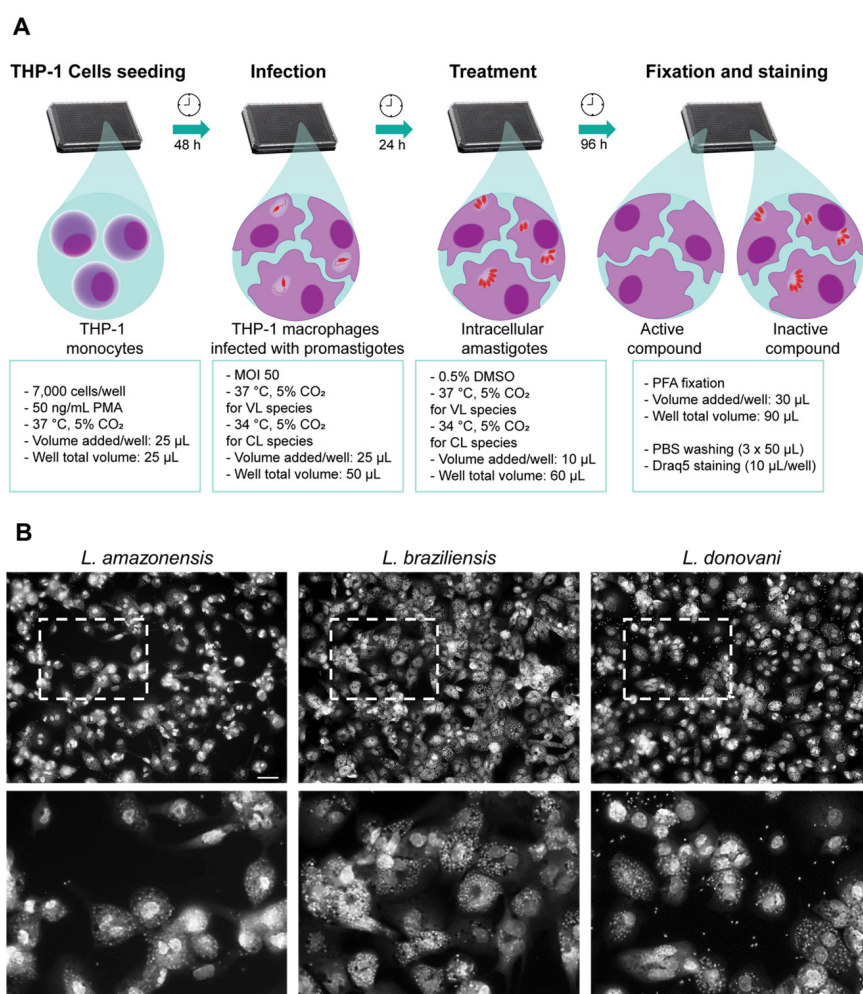 A
THP-1 Cells seeding
Infection
Treatment
Fixation and staining
48 h
24 h
96 h
THP-1
monocytes
THP-1 macrophages
infected with promastigotes
Intracellular
amastigotes
Active
compound
Inactive
compound
- 7,000 cells/well
- 50 ng/mL PMA
- 37 °C, 5% CO₂
- Volume added/well: 25 µL
- Well total volume: 25 µL
- MOI 50
- 37 °C, 5% CO₂
for VL species
- 34 °C, 5% CO₂
for CL species
- Volume added/well: 25 µL
- Well total volume: 50 µL
- 0.5% DMSO
- 37 °C, 5% CO₂
for VL species
- 34 °C, 5% CO₂
for CL species
- Volume added/well: 10 µL
- Well total volume: 60 µL
- PFA fixation
- Volume added/well: 30 µL
- Well total volume: 90 µL
- PBS washing (3 x 50 µL)
- Draq5 staining (10 µL/well)
B
L. amazonensis
L. braziliensis
L. donovani